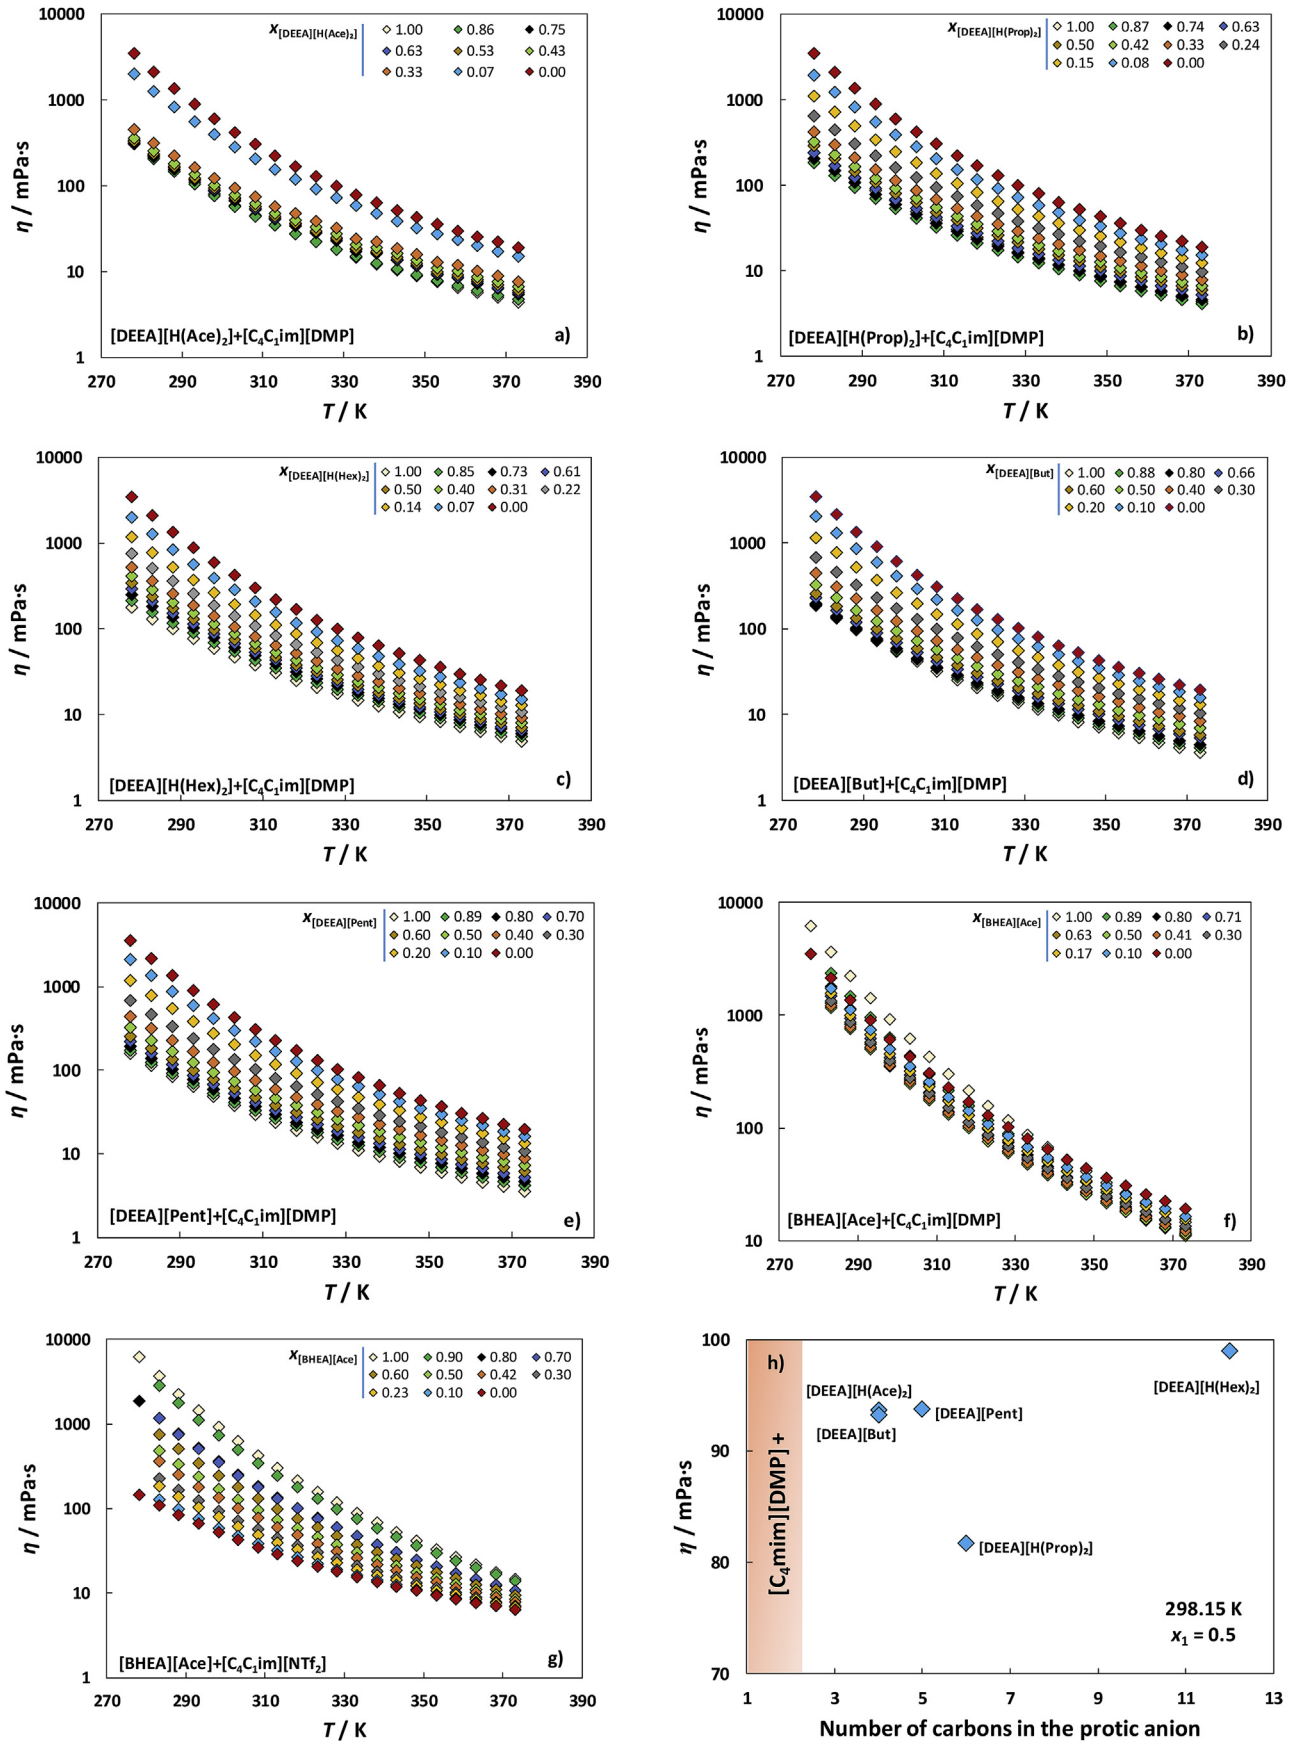 10000
1000
100
10
1
η / mPa·s
x[DEEA][H(Ace)₂]
1.00 0.86 0.75
0.63 0.53 0.43
0.33 0.07 0.00
[DEEA][H(Ace)₂]+[C₄C₁im][DMP]
a)
270 290 310 330 350 370 390
T / K
10000
1000
100
10
1
η / mPa·s
x[DEEA][H(Prop)₂]
1.00 0.87 0.74 0.63
0.50 0.42 0.33 0.24
0.15 0.08 0.00
[DEEA][H(Prop)₂]+[C₄C₁im][DMP]
b)
270 290 310 330 350 370 390
T / K
10000
1000
100
10
1
η / mPa·s
x[DEEA][H(Hex)₂]
1.00 0.85 0.73 0.61
0.50 0.40 0.31 0.22
0.14 0.07 0.00
[DEEA][H(Hex)₂]+[C₄C₁im][DMP]
c)
270 290 310 330 350 370 390
T / K
10000
1000
100
10
1
η / mPa·s
x[DEEA][But]
1.00 0.88 0.80 0.66
0.60 0.50 0.40 0.30
0.20 0.10 0.00
[DEEA][But]+[C₄C₁im][DMP]
d)
270 290 310 330 350 370 390
T / K
10000
1000
100
10
1
η / mPa·s
x[DEEA][Pent]
1.00 0.89 0.80 0.70
0.60 0.50 0.40 0.30
0.20 0.10 0.00
[DEEA][Pent]+[C₄C₁im][DMP]
e)
270 290 310 330 350 370 390
T / K
10000
1000
100
10
η / mPa·s
x[BHEA][Ace]
1.00 0.89 0.80 0.71
0.63 0.50 0.41 0.30
0.17 0.10 0.00
[BHEA][Ace]+[C₄C₁im][DMP]
f)
270 290 310 330 350 370 390
T / K
10000
1000
100
10
1
η / mPa·s
x[BHEA][Ace]
1.00 0.90 0.80 0.70
0.60 0.50 0.42 0.30
0.23 0.10 0.00
[BHEA][Ace]+[C₄C₁im][NTf₂]
g)
270 290 310 330 350 370 390
T / K
100
90
80
70
η / mPa·s
h)
[C₄mim][DMP] +
[DEEA][H(Ace)₂]
[DEEA][But]
[DEEA][Pent]
[DEEA][H(Hex)₂]
[DEEA][H(Prop)₂]
298.15 K
x₁ = 0.5
1 3 5 7 9 11 13
Number of carbons in the protic anion